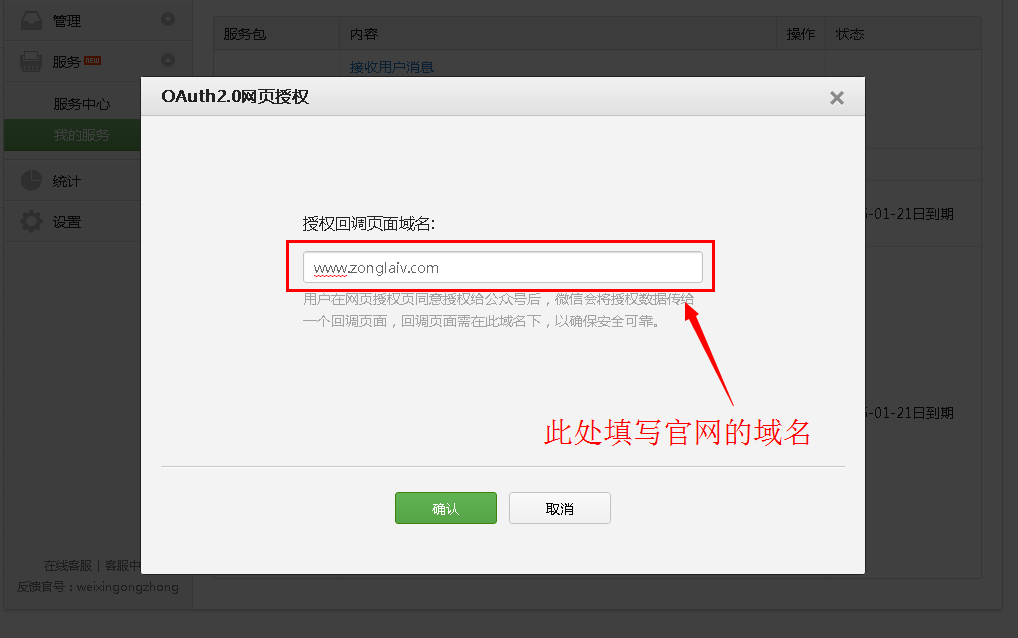 管理
服务 NEW
服务中心
我的服务
统计
设置
在线客服 | 客服中
反馈官号：weixingongzhong
服务包 内容 操作 状态
接收用户消息
OAuth2.0网页授权
授权回调页面域名:
www.zonglaiv.com
用户在网页授权页同意授权给公众号后，微信会将授权数据传给
一个回调页面，回调页面需在此域名下，以确保安全可靠。
此处填写官网的域名
确认 取消
-01-21日到期
-01-21日到期